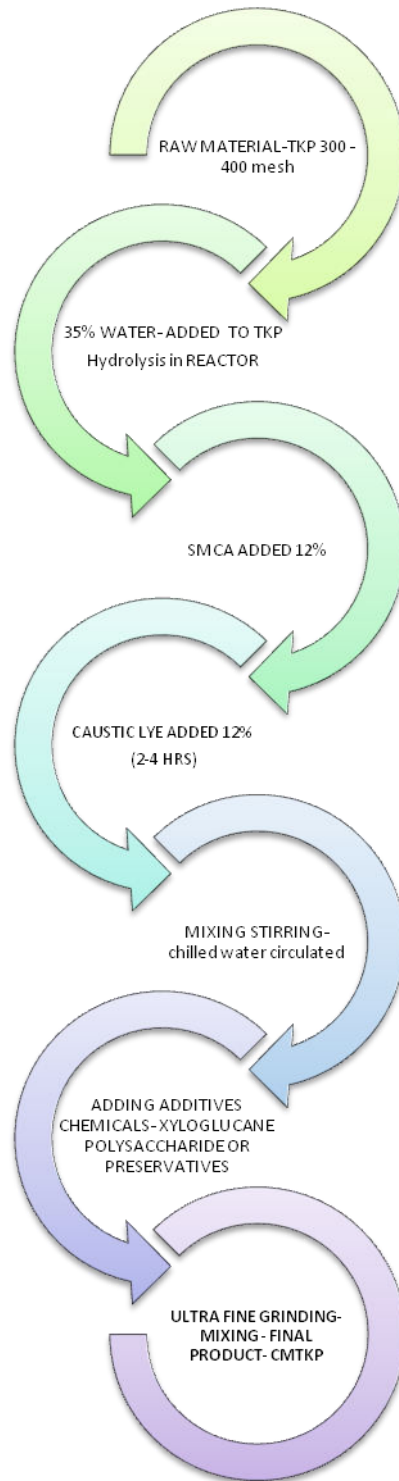 RAW MATERIAL-TKP 300 -
400 mesh
35% WATER- ADDED TO TKP
Hydrolysis in REACTOR
SMCA ADDED 12%
CAUSTIC LYE ADDED 12%
(2-4 HRS)
MIXING STIRRING-
chilled water circulated
ADDING ADDITIVES
CHEMICALS- XYLOGLUCANE
POLYSACCHARIDE OR
PRESERVATIVES
ULTRA FINE GRINDING-
MIXING - FINAL
PRODUCT- CMTKP